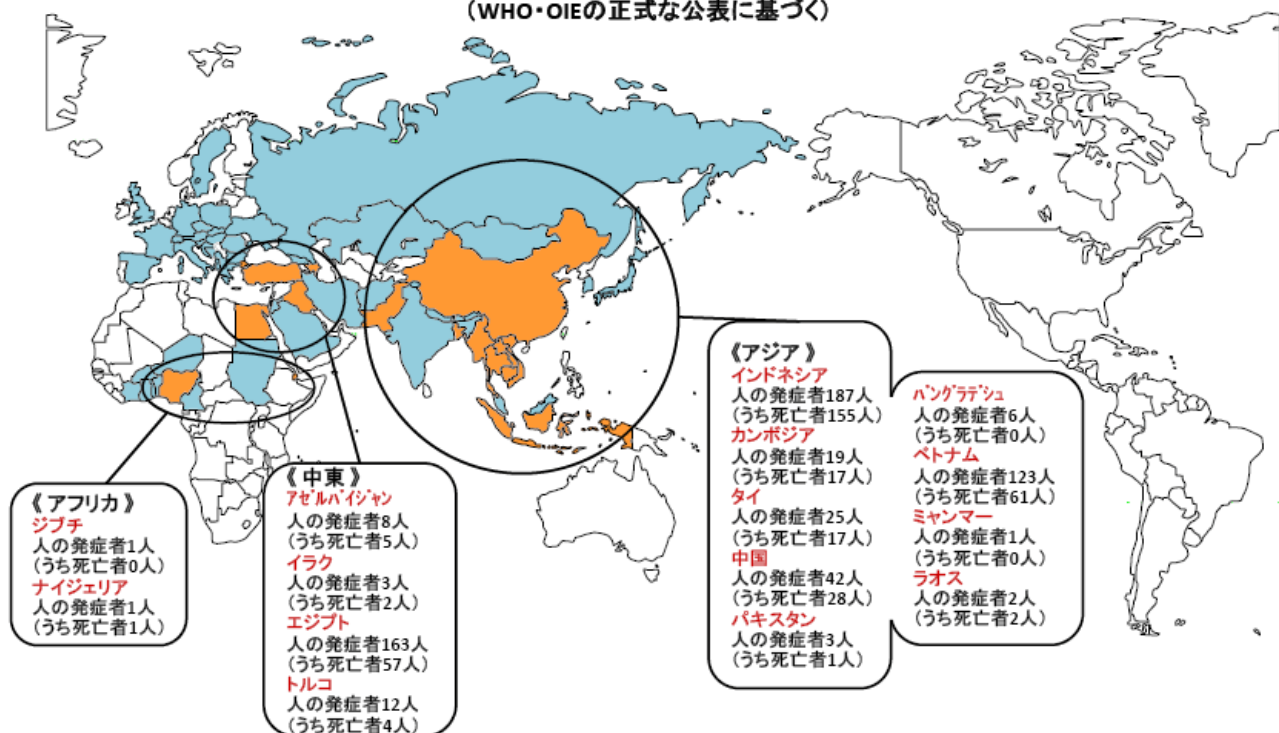 （WHO・OIEの正式な公表に基づく）
《アジア》
インドネシア
人の発症者187人
（うち死亡者155人）
カンボジア
人の発症者19人
（うち死亡者17人）
タイ
人の発症者25人
（うち死亡者17人）
中国
人の発症者42人
（うち死亡者28人）
パキスタン
人の発症者3人
（うち死亡者1人）
ﾊﾞﾝｸﾞﾗﾃﾞｼｭ
人の発症者6人
（うち死亡者0人）
ベトナム
人の発症者123人
（うち死亡者61人）
ミャンマー
人の発症者1人
（うち死亡者0人）
ラオス
人の発症者2人
（うち死亡者2人）
《 中東 》
ｱｾﾞﾙﾊﾞｲｼﾞｬﾝ
人の発症者8人
（うち死亡者5人）
イラク
人の発症者3人
（うち死亡者2人）
エジプト
人の発症者163人
（うち死亡者57人）
トルコ
人の発症者12人
（うち死亡者4人）
《 アフリカ 》
ジブチ
人の発症者1人
（うち死亡者0人）
ナイジェリア
人の発症者1人
（うち死亡者1人）